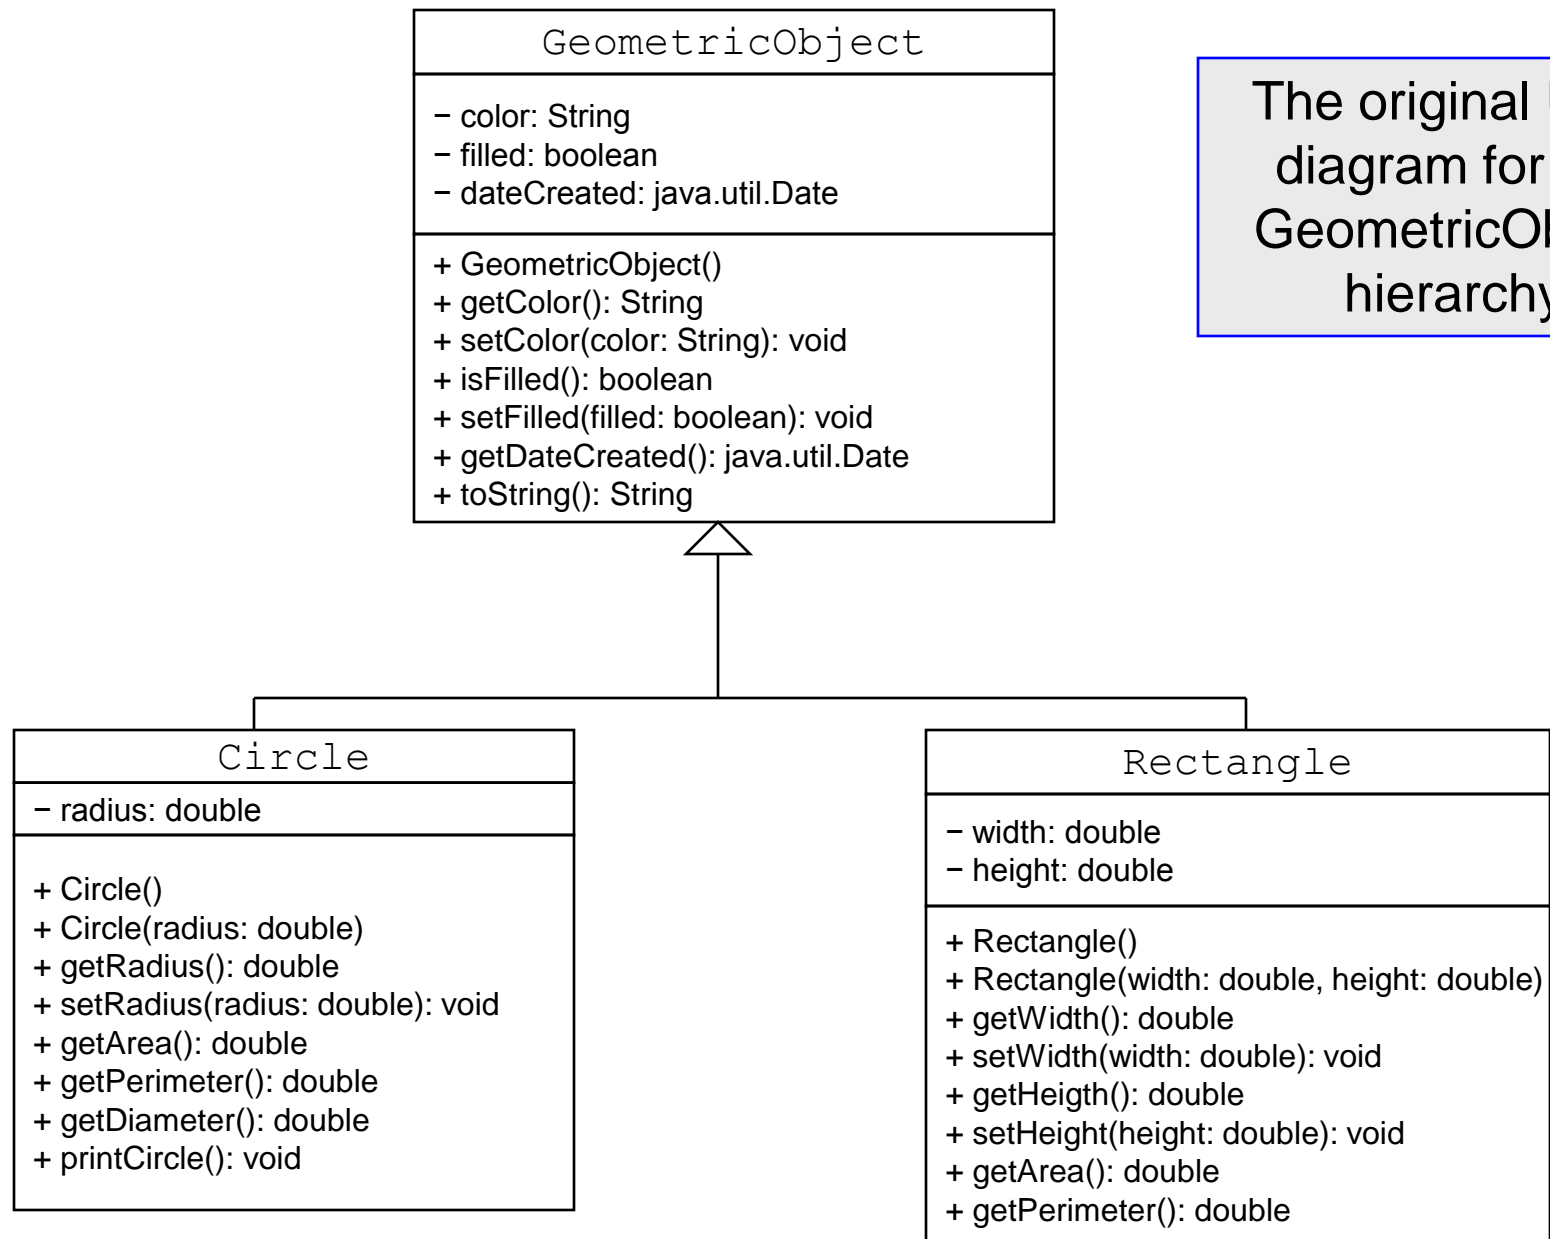 GeometricObject
− color: String
− filled: boolean
− dateCreated: java.util.Date
+ GeometricObject()
+ getColor(): String
+ setColor(color: String): void
+ isFilled(): boolean
+ setFilled(filled: boolean): void
+ getDateCreated(): java.util.Date
+ toString(): String
The original
diagram for
GeometricOb
hierarchy
Circle
− radius: double
+ Circle()
+ Circle(radius: double)
+ getRadius(): double
+ setRadius(radius: double): void
+ getArea(): double
+ getPerimeter(): double
+ getDiameter(): double
+ printCircle(): void
Rectangle
− width: double
− height: double
+ Rectangle()
+ Rectangle(width: double, height: double)
+ getWidth(): double
+ setWidth(width: double): void
+ getHeigth(): double
+ setHeight(height: double): void
+ getArea(): double
+ getPerimeter(): double